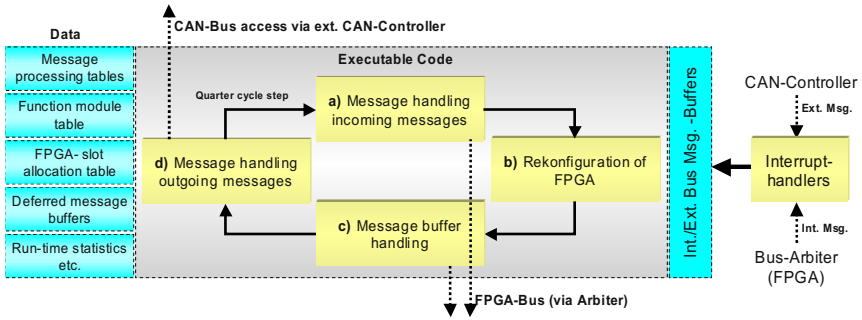 CAN-Bus access via ext. CAN-Controller
Data
Message
processing tables
Function module
table
FPGA- slot
allocation table
Deferred message
buffers
Run-time statistics
etc.
Executable Code
Quarter cycle step
a) Message handling
incoming messages
b) Rekonfiguration of
FPGA
c) Message buffer
handling
d) Message handling
outgoing messages
FPGA-Bus (via Arbiter)
Int./Ext. Bus Msg. -Buffers
CAN-Controller
Ext. Msg.
Interrupt-
handlers
Int. Msg.
Bus-Arbiter
(FPGA)